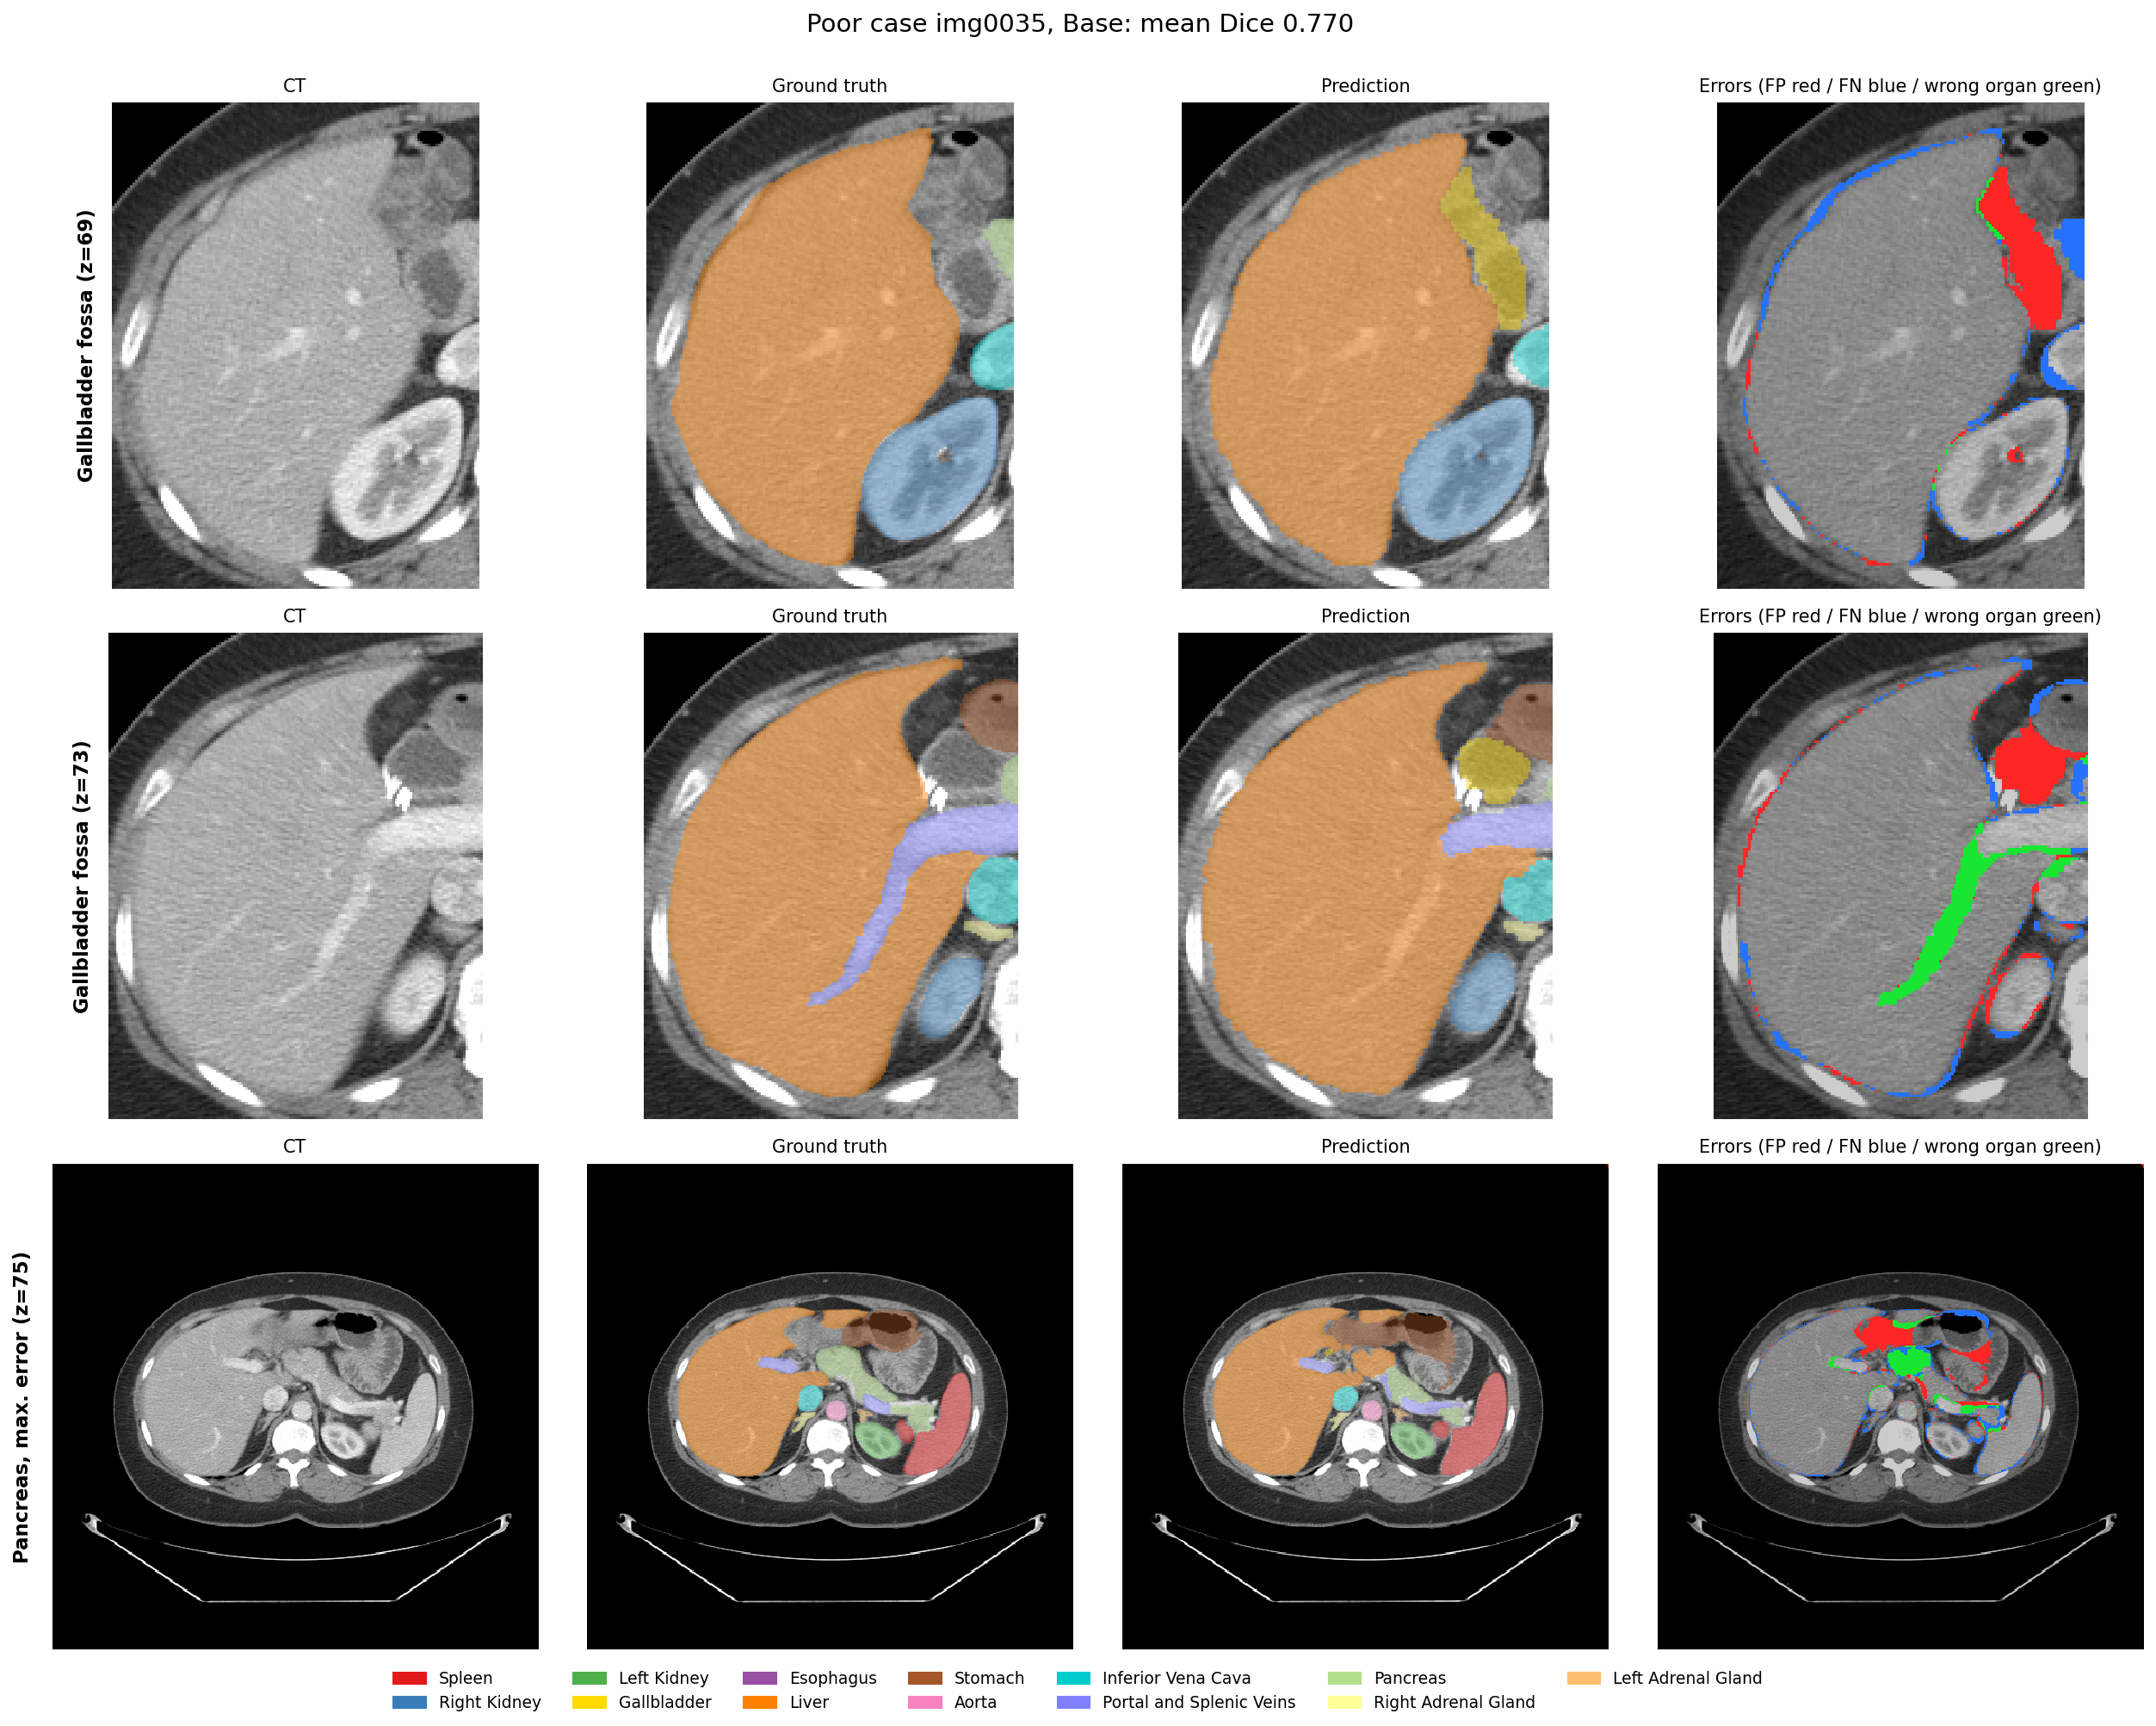 Poor case img0035, Base: mean Dice 0.770
CT
Ground truth
Prediction
Errors (FP red / FN blue / wrong organ green)
Gallbladder fossa (z=69)
CT
Ground truth
Prediction
Errors (FP red / FN blue / wrong organ green)
Gallbladder fossa (z=73)
CT
Ground truth
Prediction
Errors (FP red / FN blue / wrong organ green)
Pancreas, max. error (z=75)
Spleen
Right Kidney
Left Kidney
Gallbladder
Esophagus
Liver
Stomach
Aorta
Inferior Vena Cava
Portal and Splenic Veins
Pancreas
Right Adrenal Gland
Left Adrenal Gland